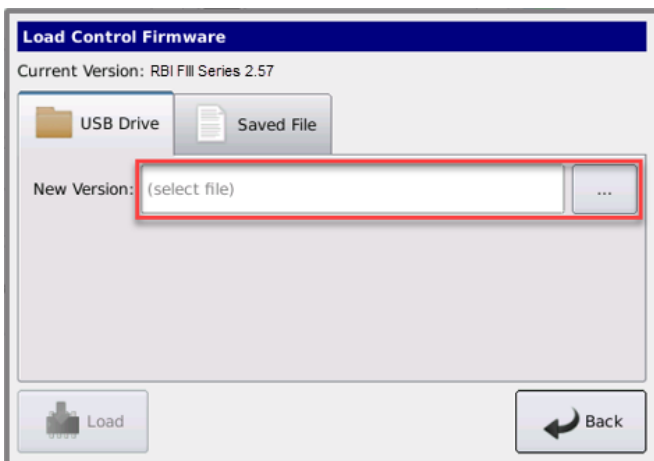 Load Control Firmware
Current Version: RBI FIII Series 2.57
USB Drive
Saved File
New Version: (select file) ...
Load
Back